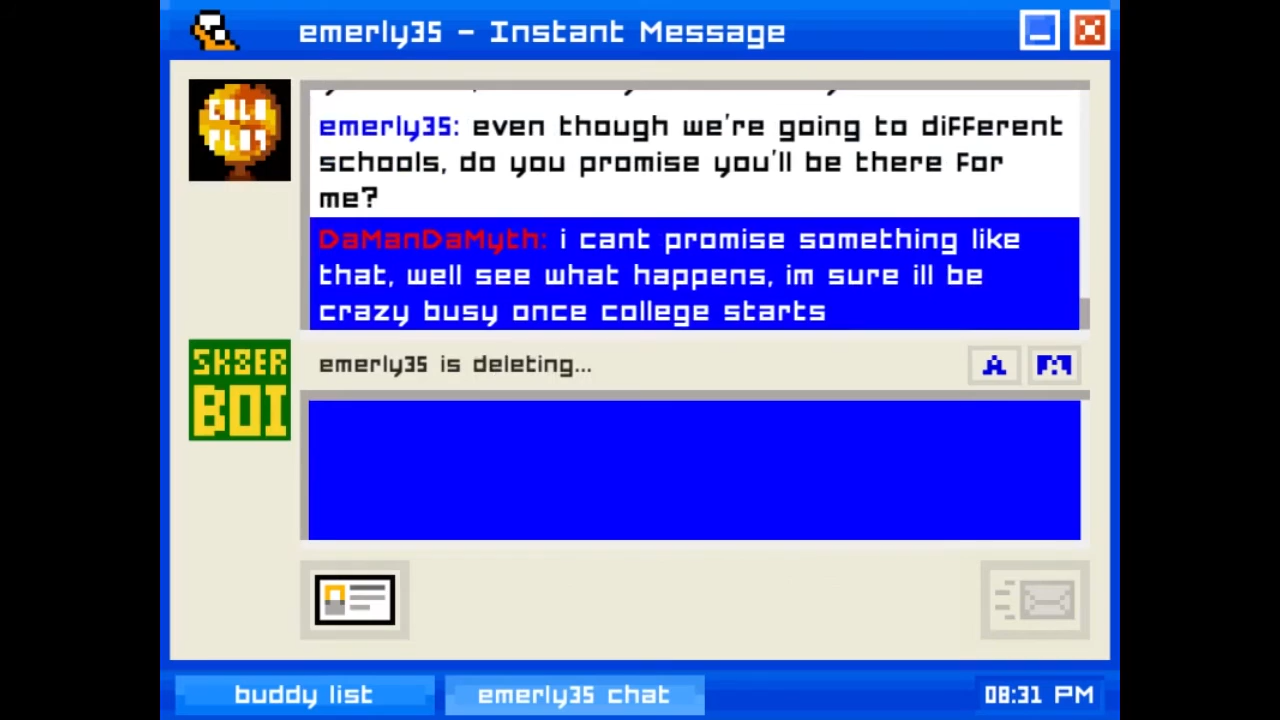 emerly35 - Instant Message
COLD
PLAY
emerly35: even though we're going to different
schools, do you promise you'll be there for
me?
DaManDaMyth: i cant promise something like
that, well see what happens, im sure ill be
crazy busy once college starts
SK8ER
BOI
emerly35 is deleting...
A
buddy list
emerly35 chat
08:31 PM